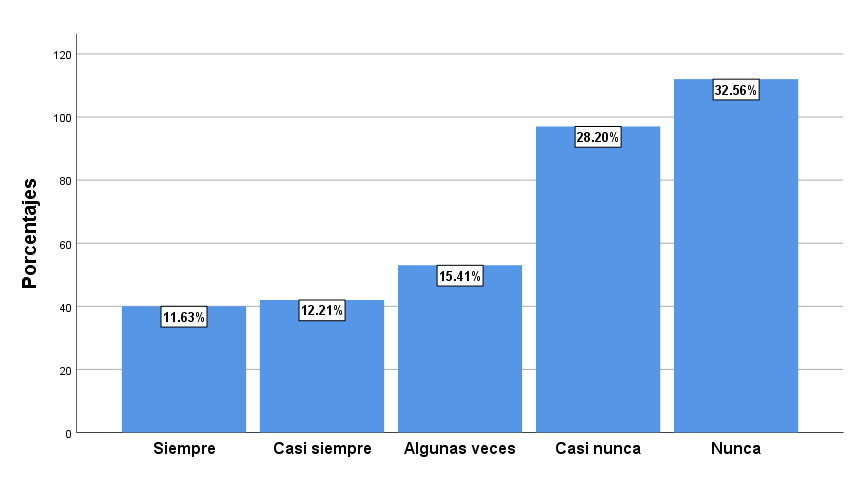 Porcentajes
120
100
80
60
40
20
0
11.63%
12.21%
15.41%
28.20%
32.56%
Siempre
Casi siempre
Algunas veces
Casi nunca
Nunca